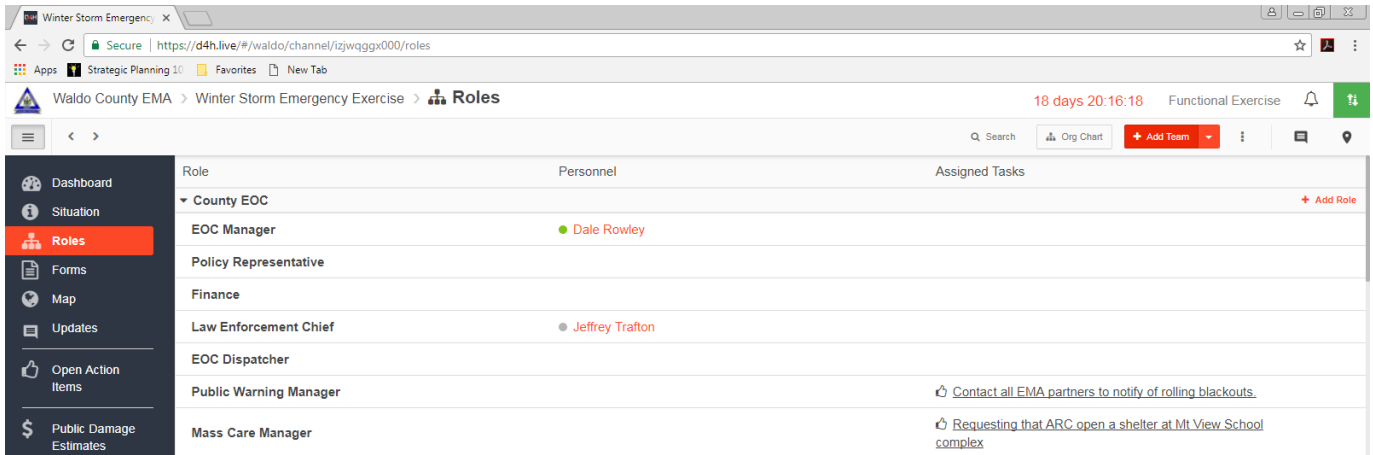 D4H Winter Storm Emergency
Secure https://d4h.live/#/waldo/channel/izjwqggx000/roles
Apps Strategic Planning 10 Favorites New Tab
Waldo County EMA > Winter Storm Emergency Exercise > Roles 18 days 20:16:18 Functional Exercise
Search Org Chart + Add Team
Dashboard
Situation
Roles
Forms
Map
Updates
Open Action
Items
Public Damage
Estimates
Role Personnel Assigned Tasks
County EOC + Add Role
EOC Manager Dale Rowley
Policy Representative
Finance
Law Enforcement Chief Jeffrey Trafton
EOC Dispatcher
Public Warning Manager Contact all EMA partners to notify of rolling blackouts.
Mass Care Manager Requesting that ARC open a shelter at Mt View School
complex